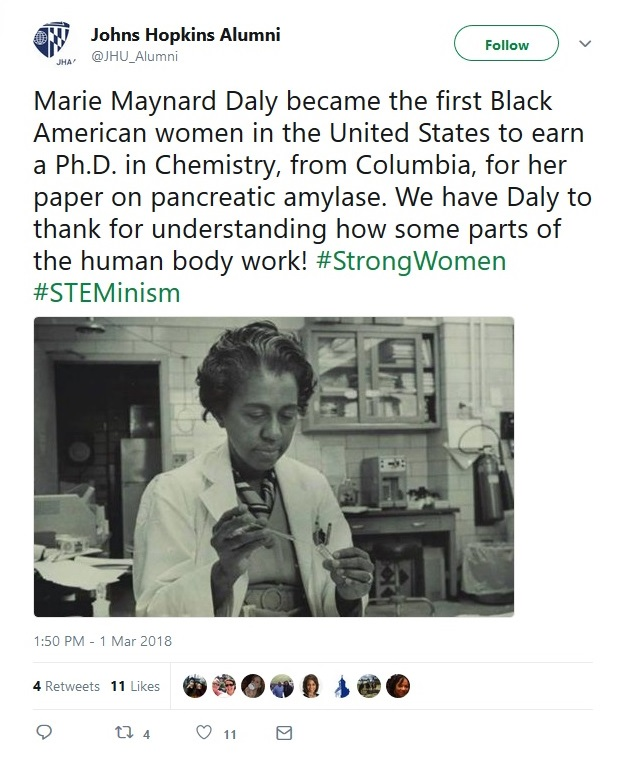 Johns Hopkins Alumni
@JHU_Alumni
Follow
JHAA
Marie Maynard Daly became the first Black
American women in the United States to earn
a Ph.D. in Chemistry, from Columbia, for her
paper on pancreatic amylase. We have Daly to
thank for understanding how some parts of
the human body work! #StrongWomen
#STEMinism
1:50 PM - 1 Mar 2018
4 Retweets 11 Likes
4 11